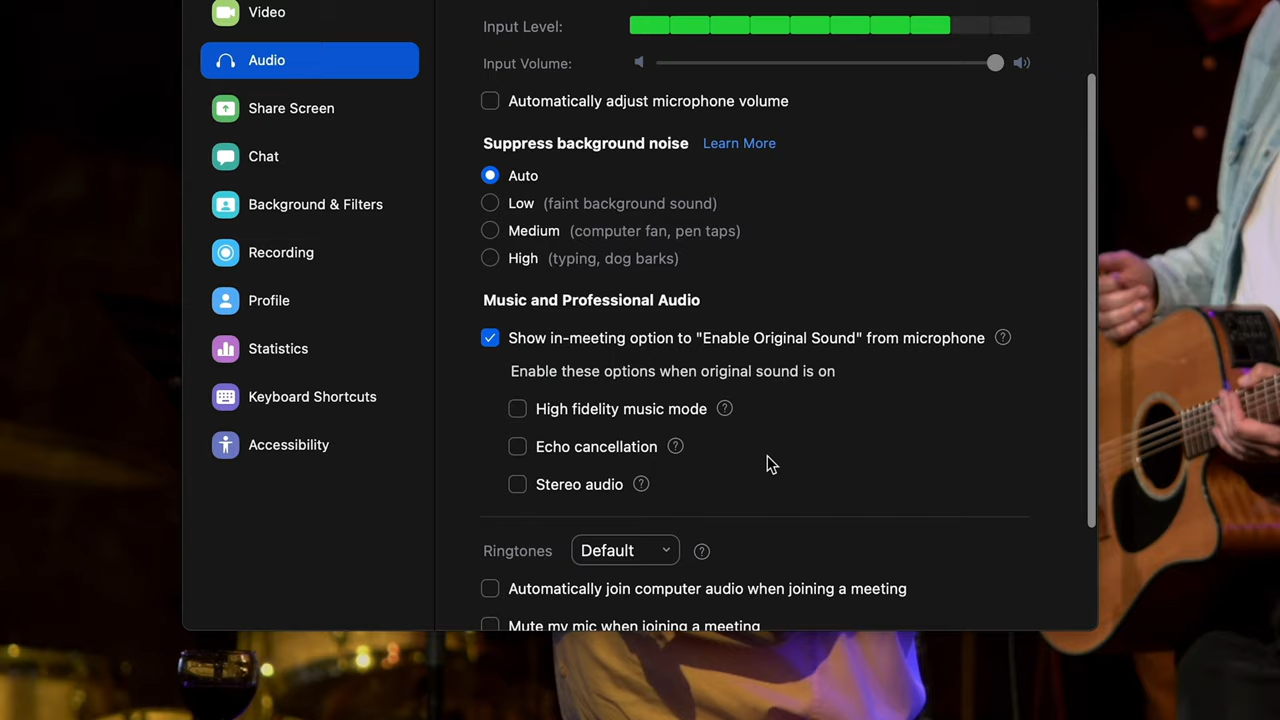 Video
Audio
Share Screen
Chat
Background & Filters
Recording
Profile
Statistics
Keyboard Shortcuts
Accessibility
Input Level:
Input Volume:
Automatically adjust microphone volume
Suppress background noise Learn More
Auto
Low (faint background sound)
Medium (computer fan, pen taps)
High (typing, dog barks)
Music and Professional Audio
Show in-meeting option to "Enable Original Sound" from microphone ?
Enable these options when original sound is on
High fidelity music mode ?
Echo cancellation ?
Stereo audio ?
Ringtones Default ?
Automatically join computer audio when joining a meeting
Mute my mic when joining a meeting